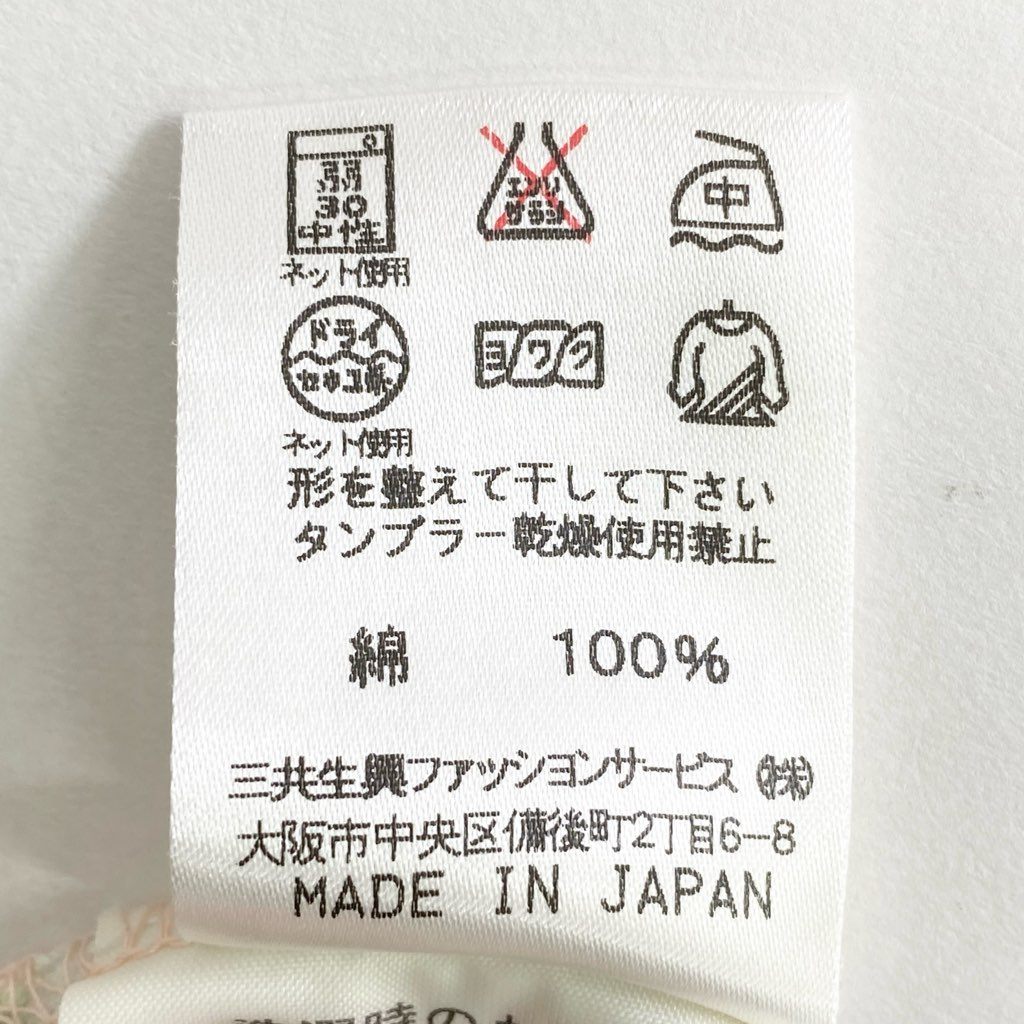 弱
30
中性
ネット使用
エンソ
サラシ
中
ドライ
セキユ系
ネット使用
ヨワク
形を整えて干して下さい
タンブラー乾燥使用禁止
綿 100%
三共生興ファッションサービス(株)
大阪市中央区備後町2丁目6-8
MADE IN JAPAN